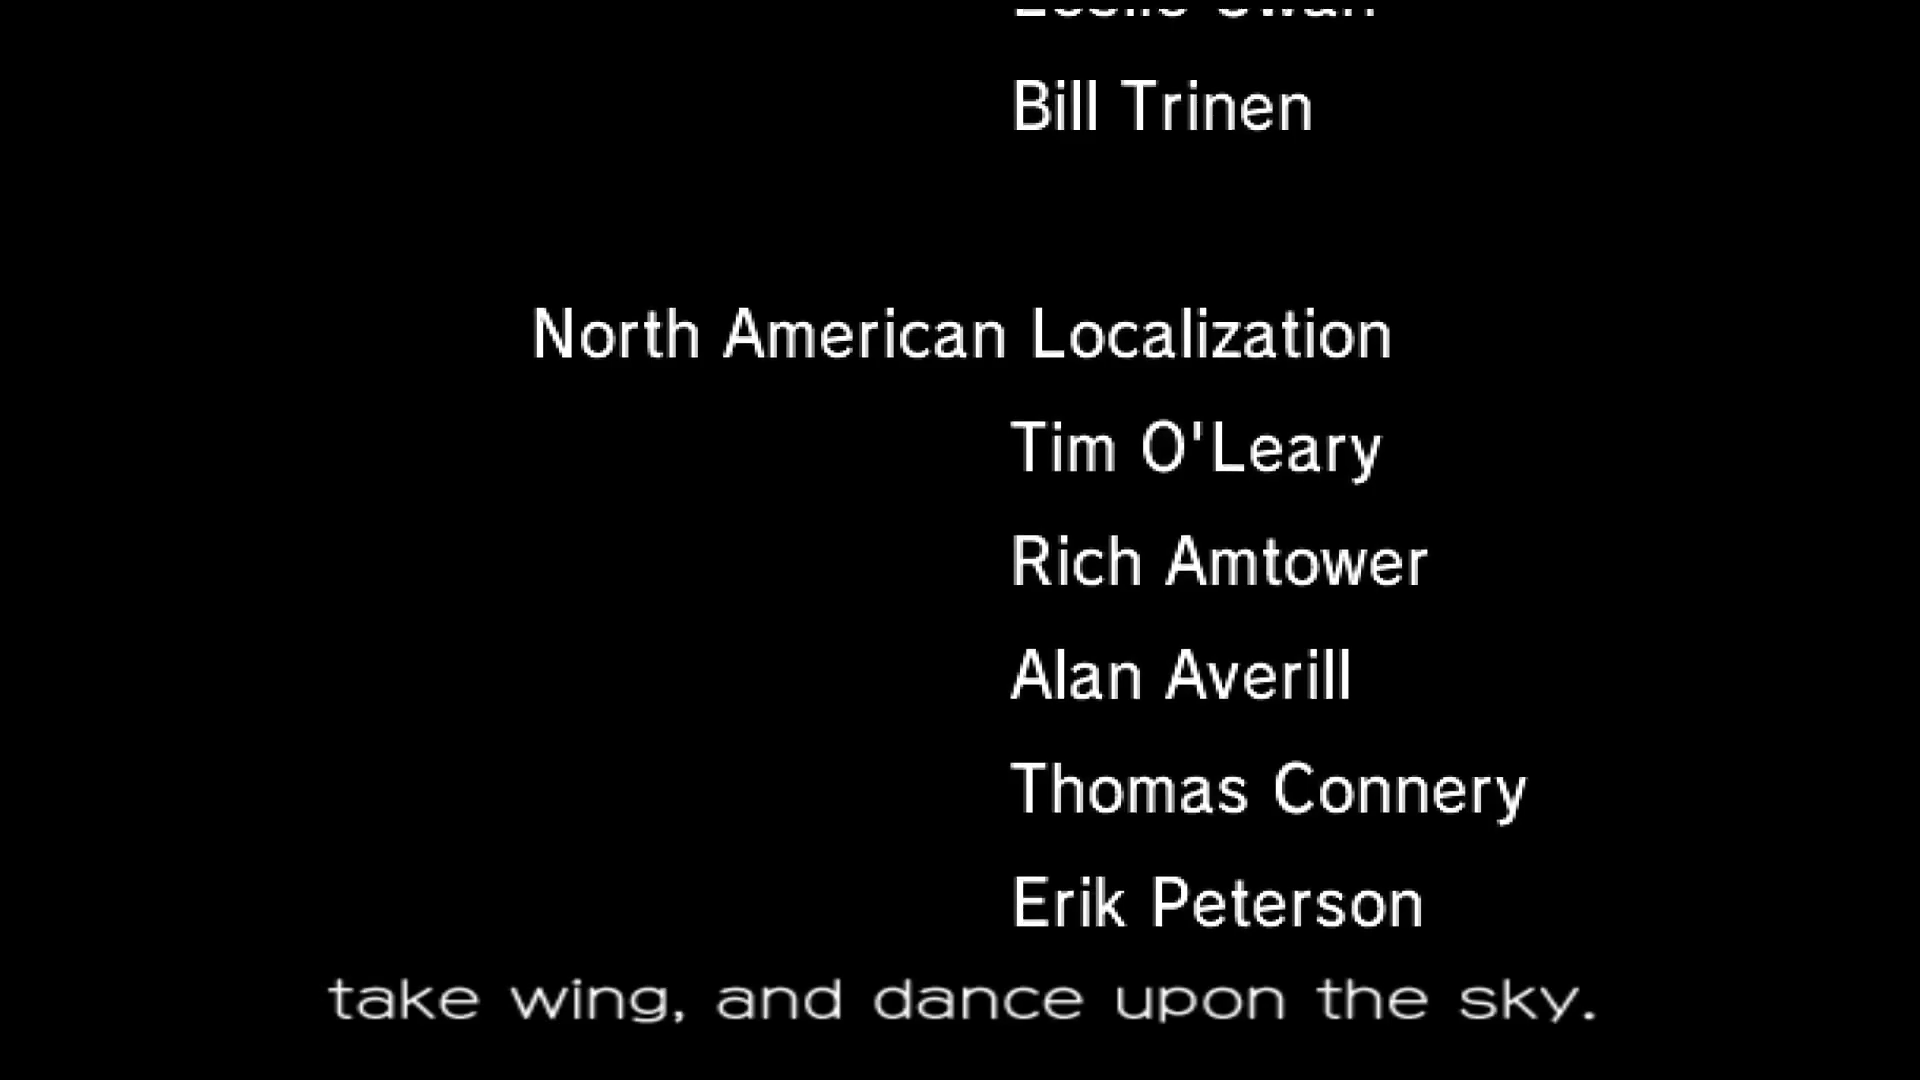 Bill Trinen
North American Localization
Tim O'Leary
Rich Amtower
Alan Averill
Thomas Connery
Erik Peterson
take wing, and dance upon the sky.